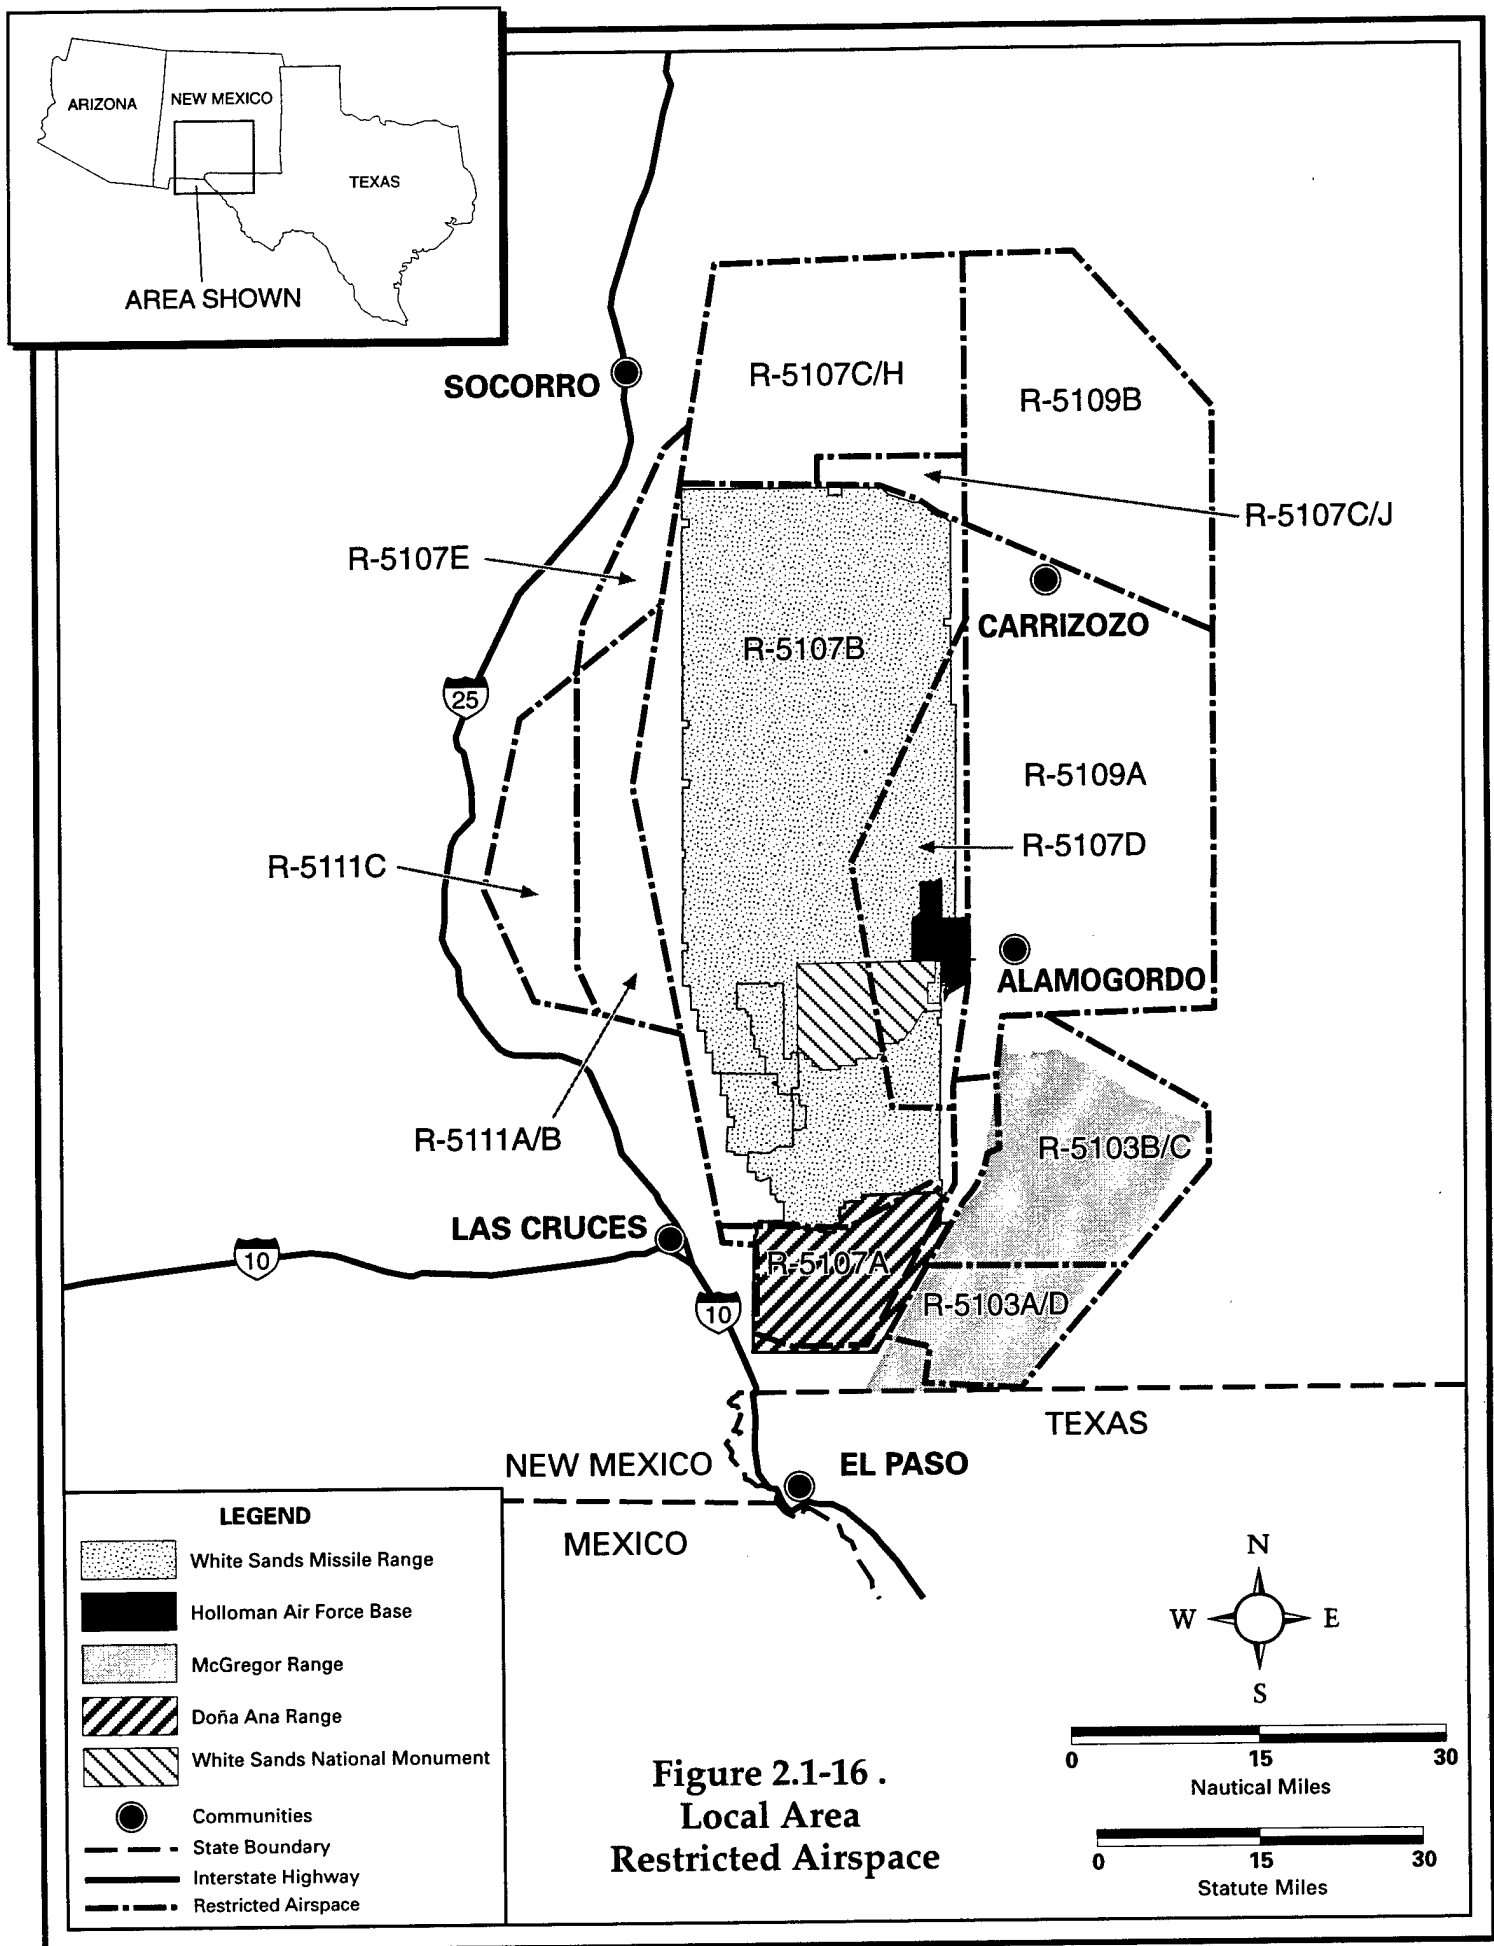 ARIZONA
NEW MEXICO
TEXAS
AREA SHOWN
R-5107C/H
SOCORRO
R-5109B
R-5107C/J
R-5107E
CARRIZOZO
R-5107B
25
R-5109A
R-5107D
R-5111C
ALAMOGORDO
R-5111A/B
R-5103B/C
LAS CRUCES
10
R-5107A
10
R-5103A/D
TEXAS
NEW MEXICO
EL PASO
MEXICO
LEGEND
White Sands Missile Range
Holloman Air Force Base
McGregor Range
Doña Ana Range
White Sands National Monument
Communities
State Boundary
Interstate Highway
Restricted Airspace
Figure 2.1-16 .
Local Area
Restricted Airspace
N
W E
S
0 15 30
Nautical Miles
0 15 30
Statute Miles